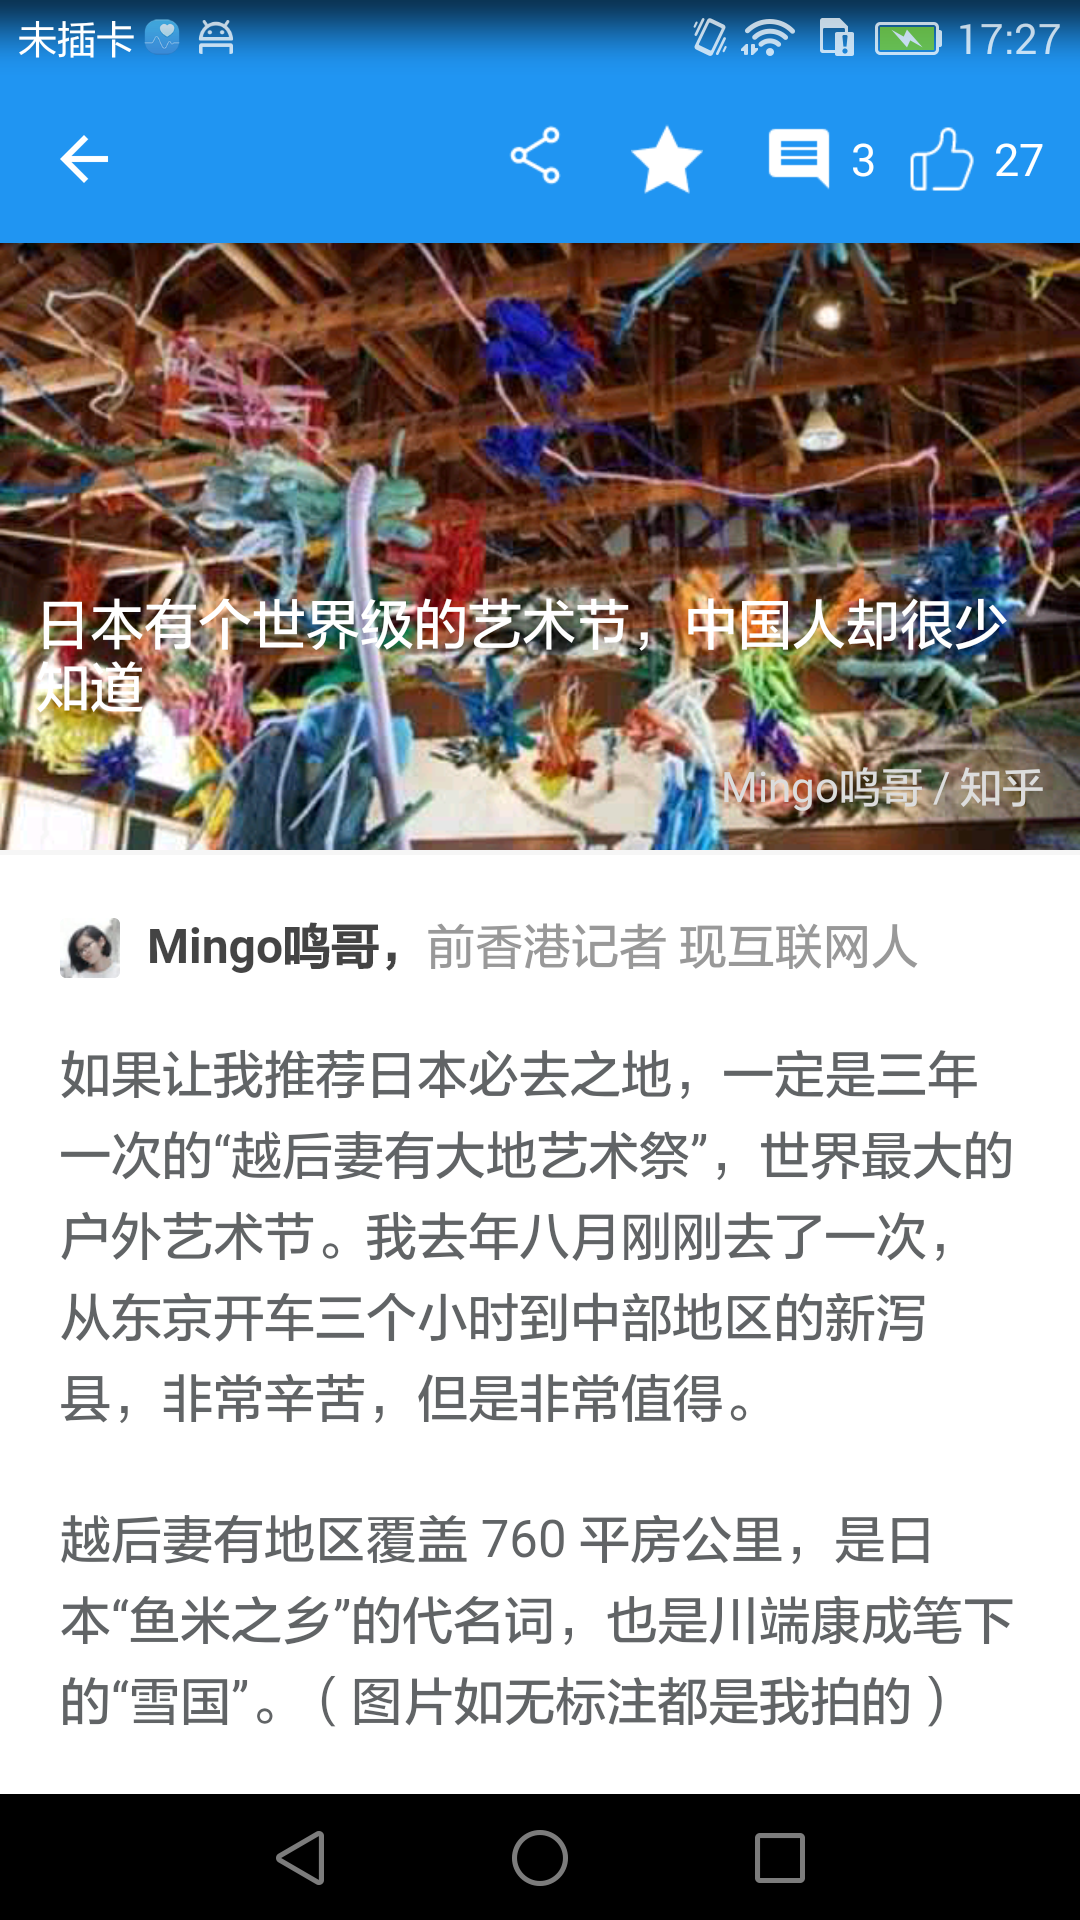 未插卡 17:27
3 27
日本有个世界级的艺术节，中国人却很少
知道
Mingo鸣哥 / 知乎
Mingo鸣哥，前香港记者 现互联网人
如果让我推荐日本必去之地，一定是三年
一次的“越后妻有大地艺术祭”，世界最大的
户外艺术节。我去年八月刚刚去了一次，
从东京开车三个小时到中部地区的新泻
县，非常辛苦，但是非常值得。
越后妻有地区覆盖 760 平房公里，是日
本“鱼米之乡”的代名词，也是川端康成笔下
的“雪国”。（图片如无标注都是我拍的）